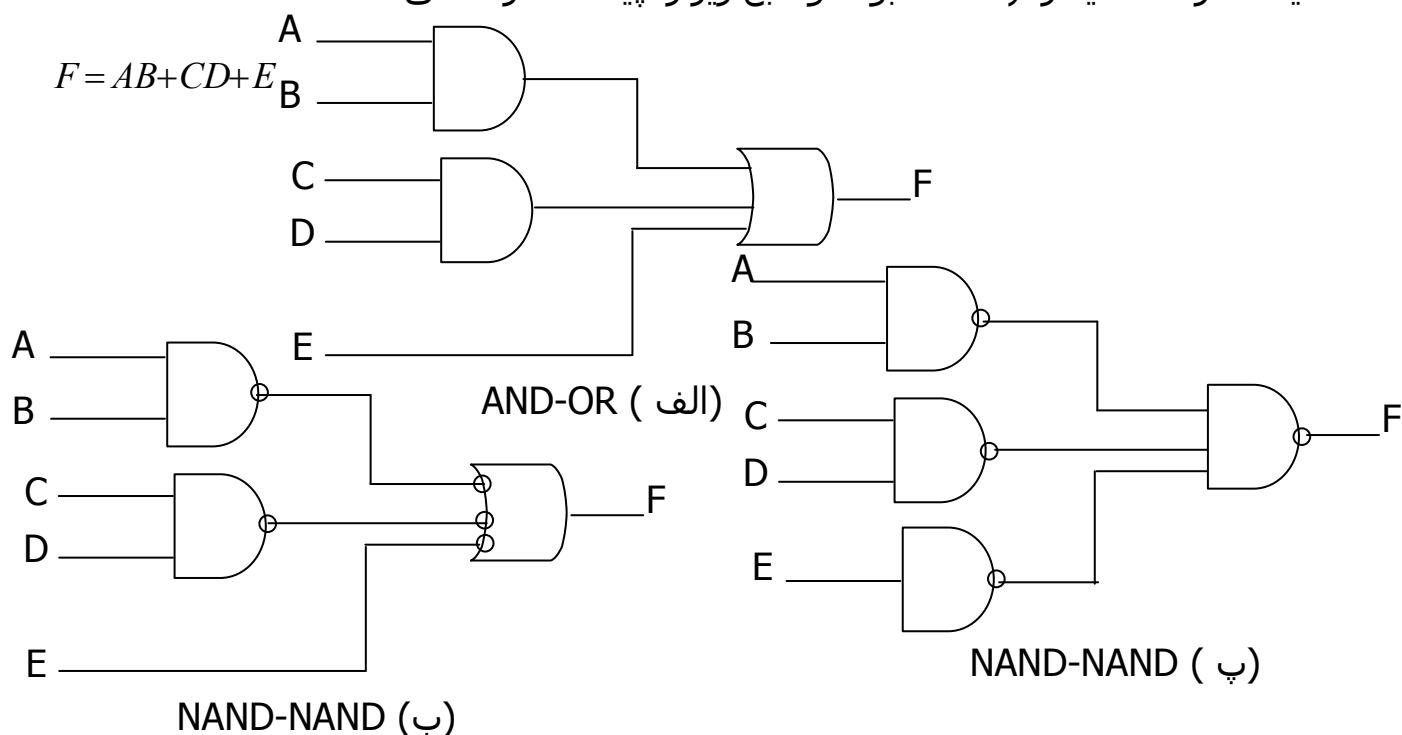 A
F = AB+CD+E
B
C
D
F
E
AND-OR ( الف)
A
B
C
D
E
F
NAND-NAND ( پ)
A
B
C
D
E
F
NAND-NAND (ب)